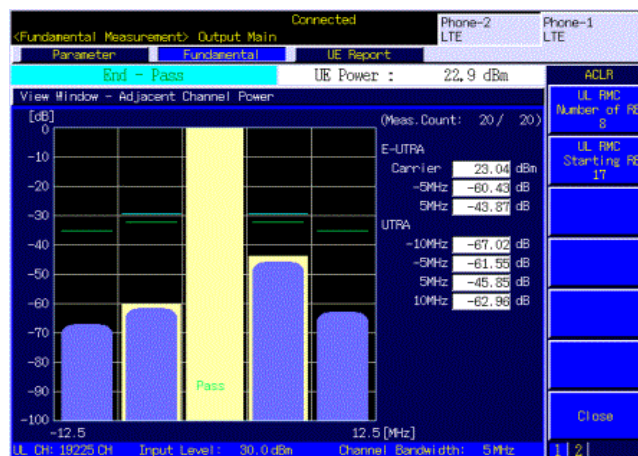 Connected
Phone-2 Phone-1
LTE LTE
<Fundamental Measurement> Output Main
Parameter Fundamental UE Report
End - Pass UE Power : 22.9 dBm ACLR
View Window - Adjacent Channel Power
UL RMC
Number of RB
8
[dB] (Meas.Count: 20/ 20)
UL RMC
Starting RB
17
0
-10
-20
-30
-40
-50
-60
-70
-80
-90
-100
E-UTRA
Carrier 23.04 dBm
-5MHz -60.43 dB
5MHz -43.87 dB
UTRA
-10MHz -67.02 dB
-5MHz -61.55 dB
5MHz -45.85 dB
10MHz -62.96 dB
Pass
-12.5 12.5[MHz]
Close
UL CH: 19225 CH Input Level: 30.0dBm Channel Bandwidth: 5MHz
1 2